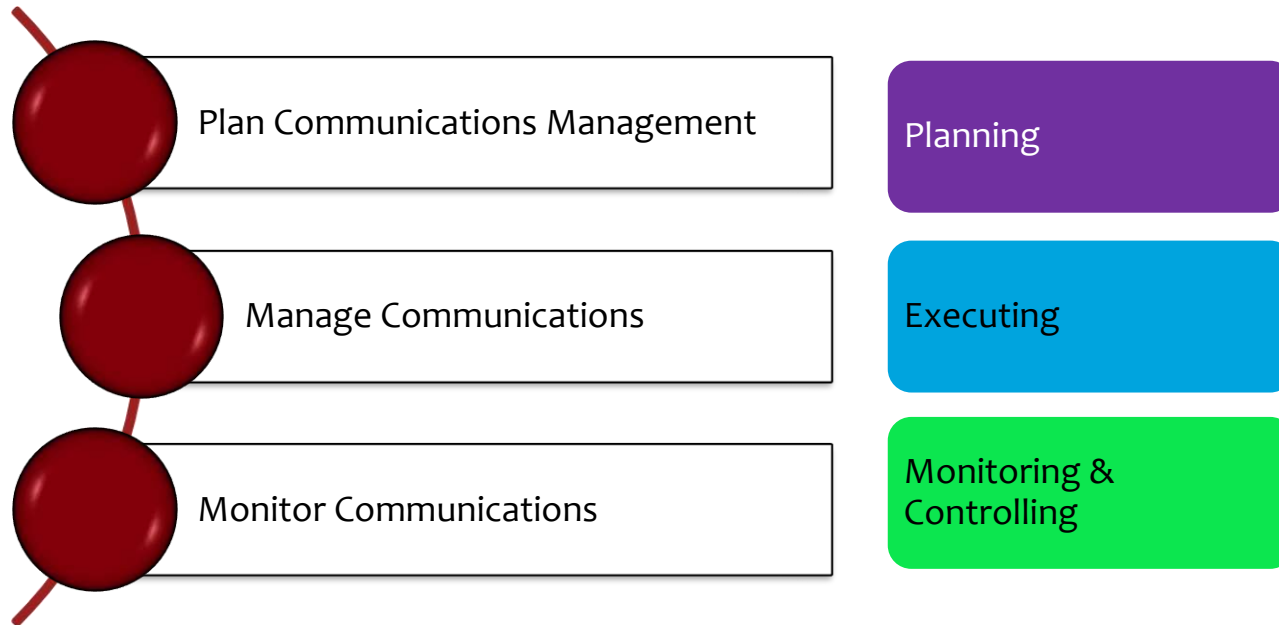 Plan Communications Management
Planning
Manage Communications
Executing
Monitor Communications
Monitoring &
Controlling